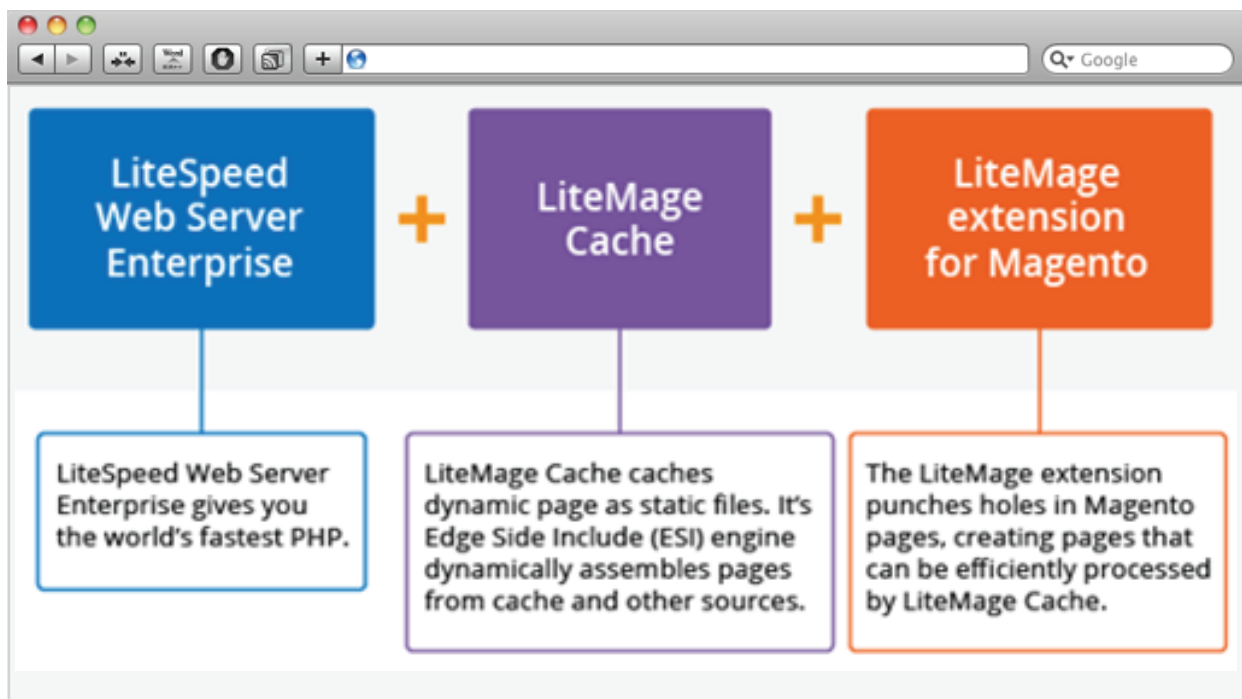 Google
LiteSpeed
Web Server
Enterprise
+
LiteMage
Cache
+
LiteMage
extension
for Magento
LiteSpeed Web Server
Enterprise gives you
the world's fastest PHP.
LiteMage Cache caches
dynamic page as static files. It's
Edge Side Include (ESI) engine
dynamically assembles pages
from cache and other sources.
The LiteMage extension
punches holes in Magento
pages, creating pages that
can be efficiently processed
by LiteMage Cache.